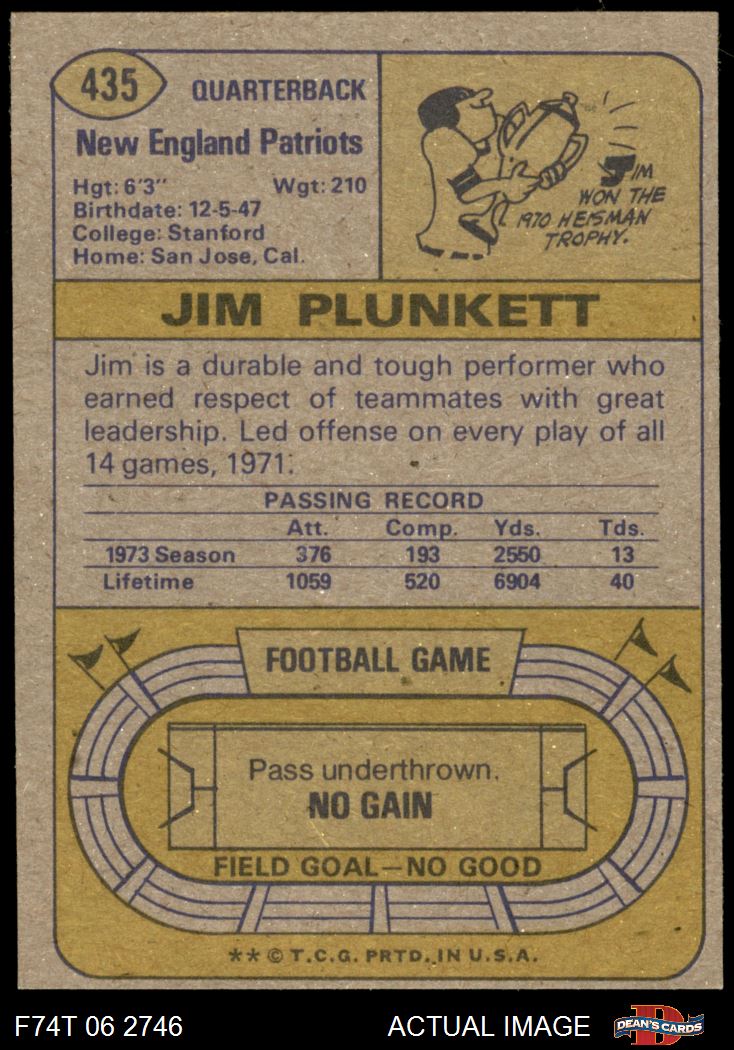 435
QUARTERBACK
New England Patriots
Hgt: 6'3" Wgt: 210
Birthdate: 12-5-47
College: Stanford
Home: San Jose, Cal.
JIM
WON THE
1970 HEISMAN
TROPHY.
JIM PLUNKETT
Jim is a durable and tough performer who
earned respect of teammates with great
leadership. Led offense on every play of all
14 games, 1971.
PASSING RECORD
Att. Comp. Yds. Tds.
1973 Season 376 193 2550 13
Lifetime 1059 520 6904 40
FOOTBALL GAME
Pass underthrown.
NO GAIN
FIELD GOAL—NO GOOD
** © T.C.G. PRTD. IN U.S.A.
F74T 06 2746 ACTUAL IMAGE
D
DEAN'S CARDS